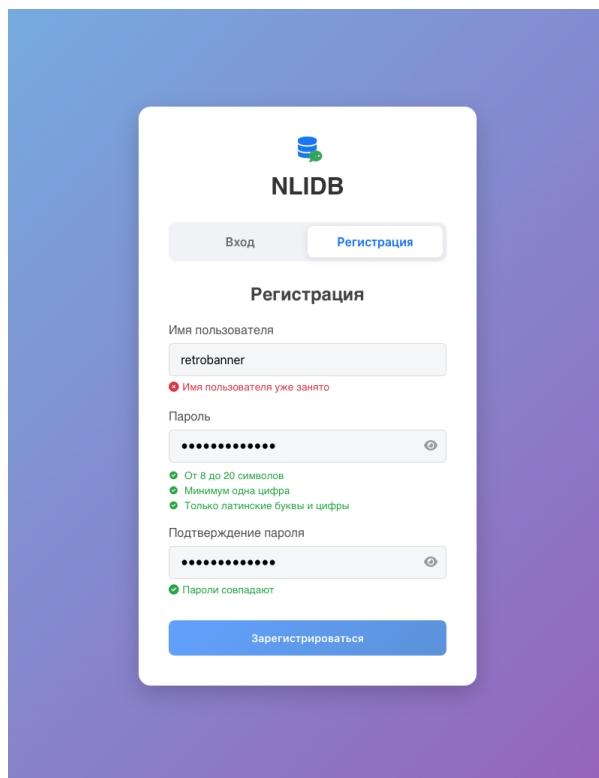 NLIDB
Вход
Регистрация
Регистрация
Имя пользователя
retrobanner
Имя пользователя уже занято
Пароль
•••••••••••••
От 8 до 20 символов
Минимум одна цифра
Только латинские буквы и цифры
Подтверждение пароля
•••••••••••••
Пароли совпадают
Зарегистрироваться